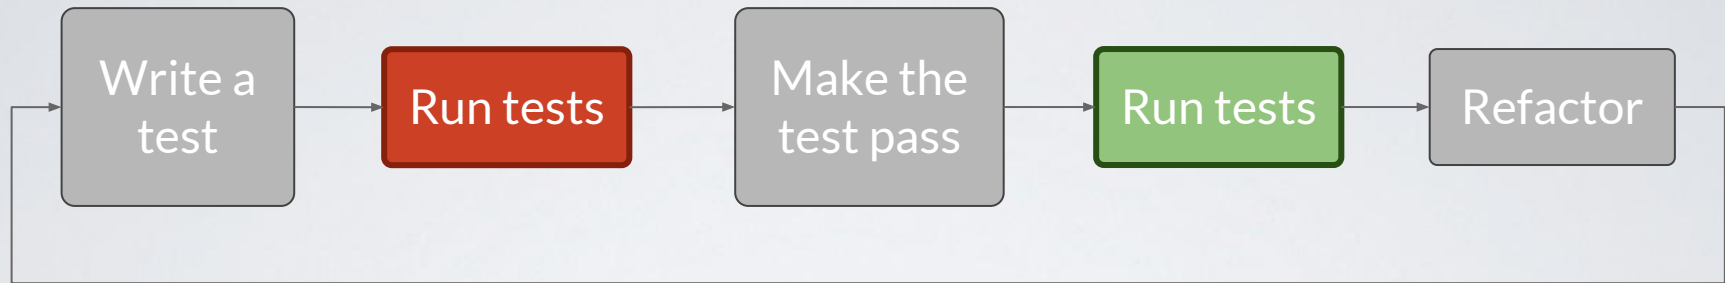 Write a
test
Run tests
Make the
test pass
Run tests
Refactor